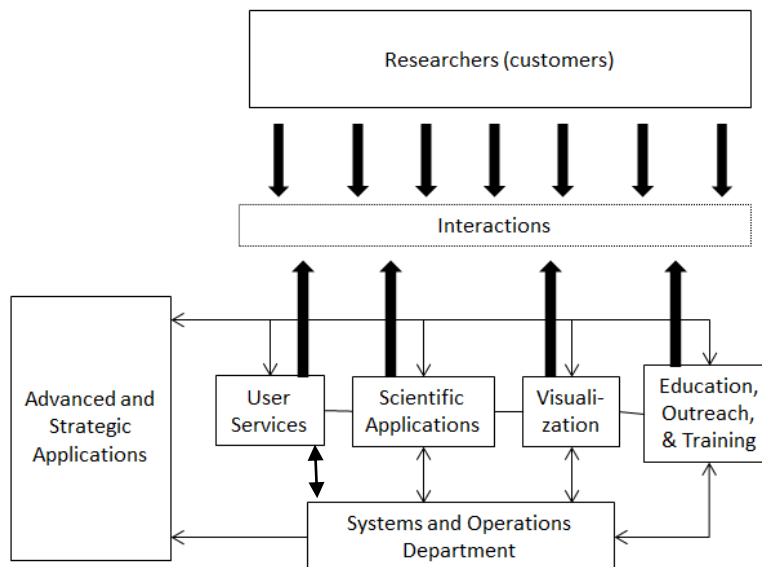 Researchers (customers)
Interactions
Advanced and
Strategic
Applications
User
Services
Scientific
Applications
Visuali-
zation
Education,
Outreach,
& Training
Systems and Operations
Department